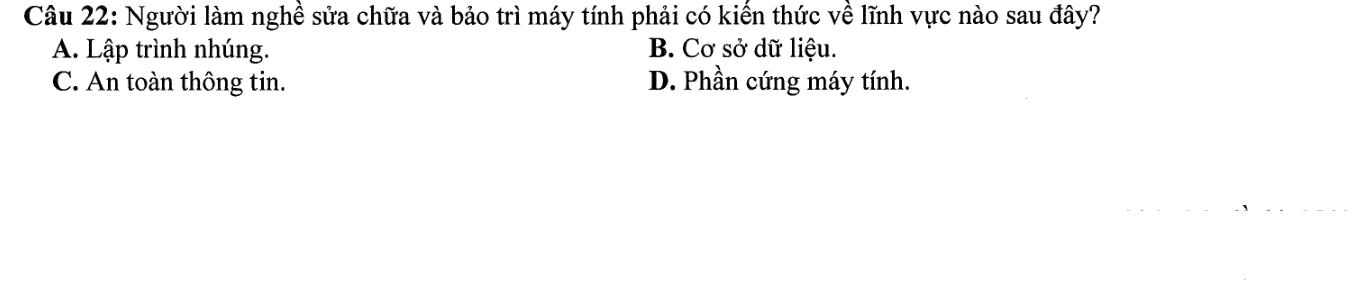 Câu 22: Người làm nghề sửa chữa và bảo trì máy tính phải có kiến thức về lĩnh vực nào sau đây?
A. Lập trình nhúng. B. Cơ sở dữ liệu.
C. An toàn thông tin. D. Phần cứng máy tính.